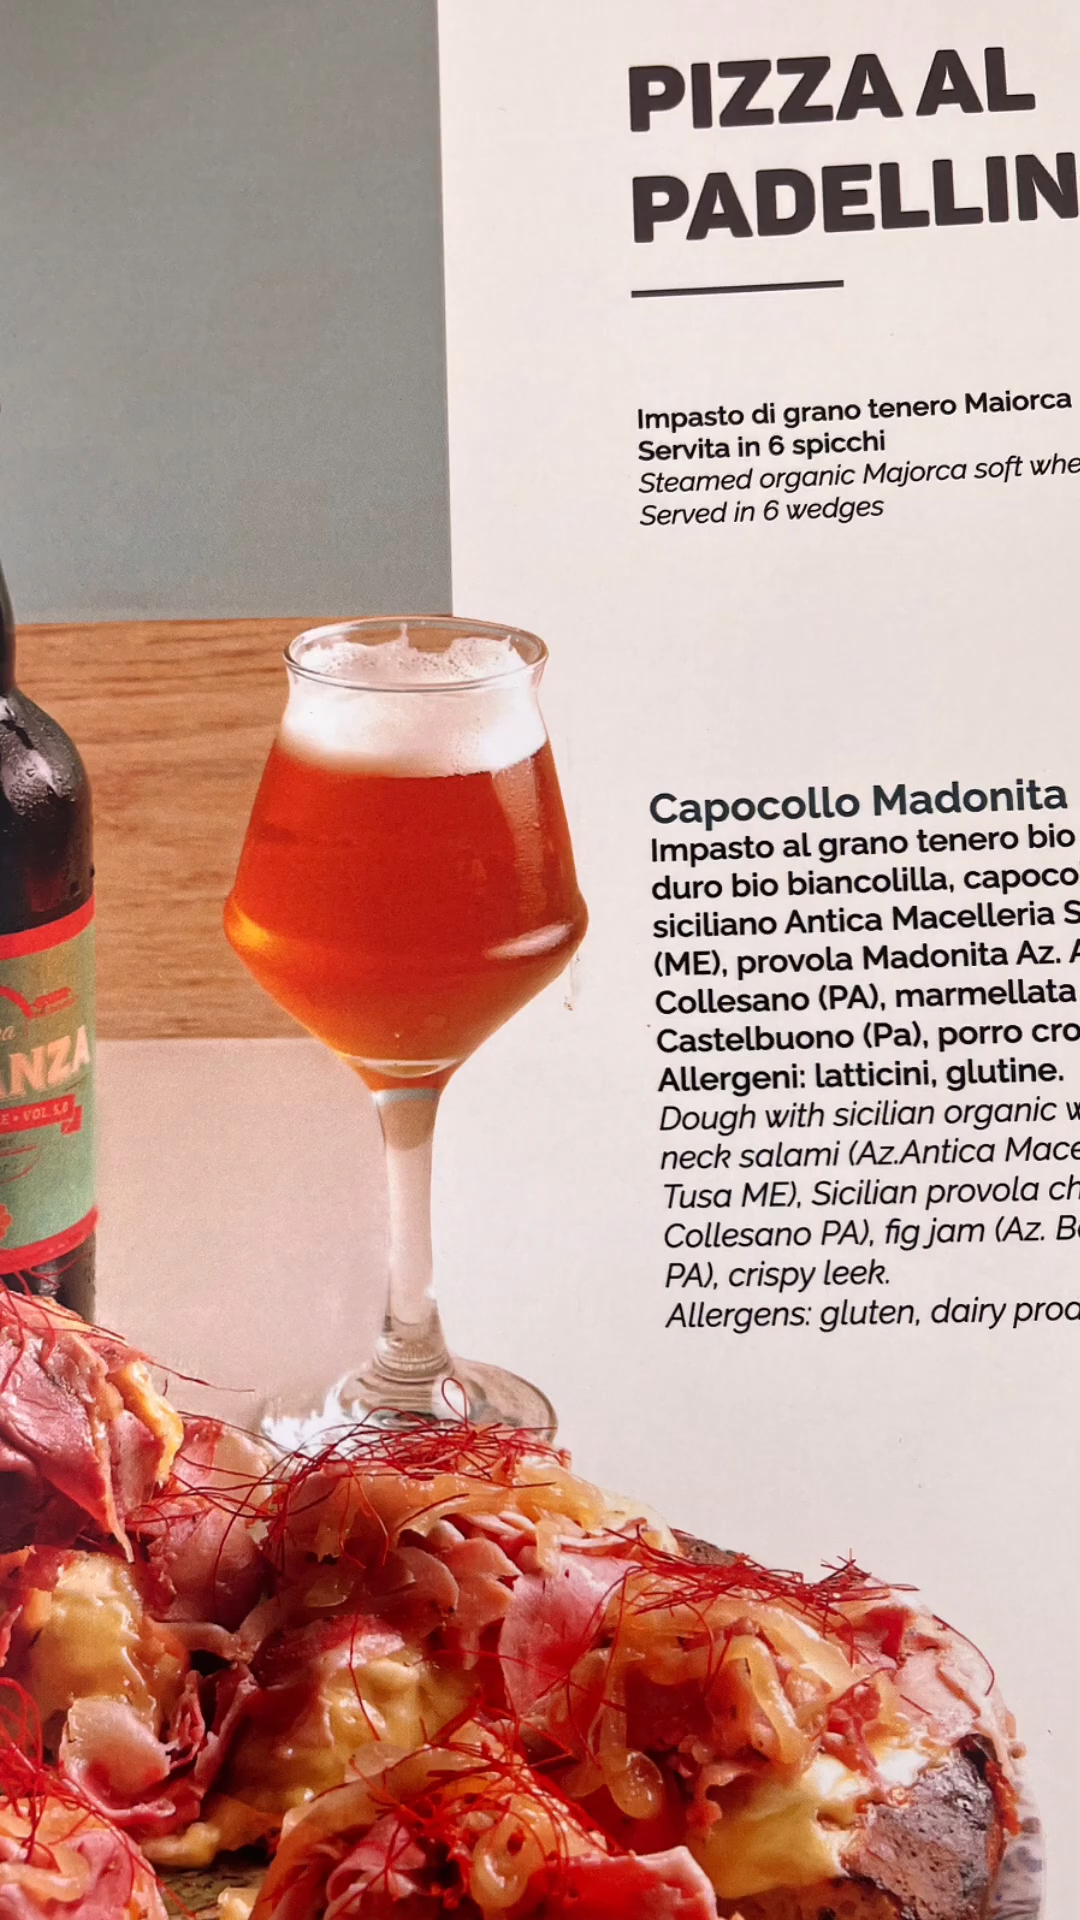 PIZZA AL
PADELLIN
Impasto di grano tenero Maiorca
Servita in 6 spicchi
Steamed organic Majorca soft whe
Served in 6 wedges
Capocollo Madonita
Impasto al grano tenero bio
duro bio biancolilla, capoco
siciliano Antica Macelleria S
(ME), provola Madonita Az. A
Collesano (PA), marmellata
Castelbuono (Pa), porro cro
Allergeni: latticini, glutine.
Dough with sicilian organic w
neck salami (Az.Antica Mace
Tusa ME), Sicilian provola ch
Collesano PA), fig jam (Az. B
PA), crispy leek.
Allergens: gluten, dairy prod
ANZA
E • VOL 5.0